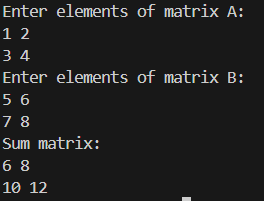 Enter elements of matrix A:
1 2
3 4
Enter elements of matrix B:
5 6
7 8
Sum matrix:
6 8
10 12